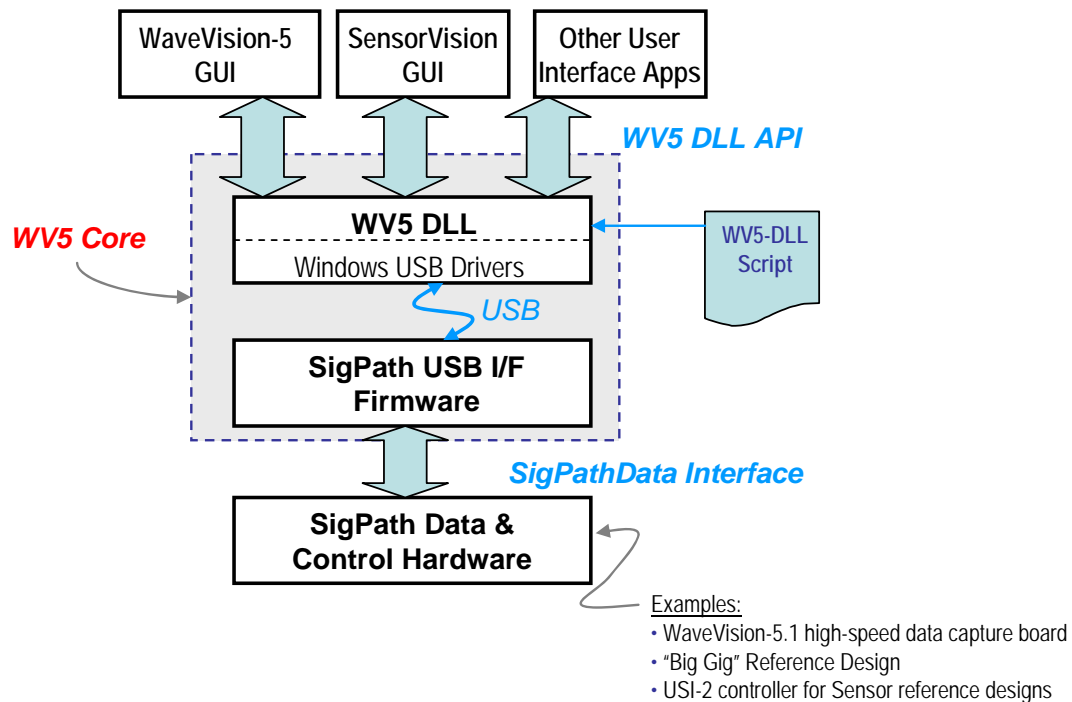 WaveVision-5
GUI
SensorVision
GUI
Other User
Interface Apps
WV5 DLL API
WV5 Core
WV5 DLL
Windows USB Drivers
WV5-DLL
Script
USB
SigPath USB I/F
Firmware
SigPathData Interface
SigPath Data &
Control Hardware
Examples:
• WaveVision-5.1 high-speed data capture board
• “Big Gig” Reference Design
• USI-2 controller for Sensor reference designs